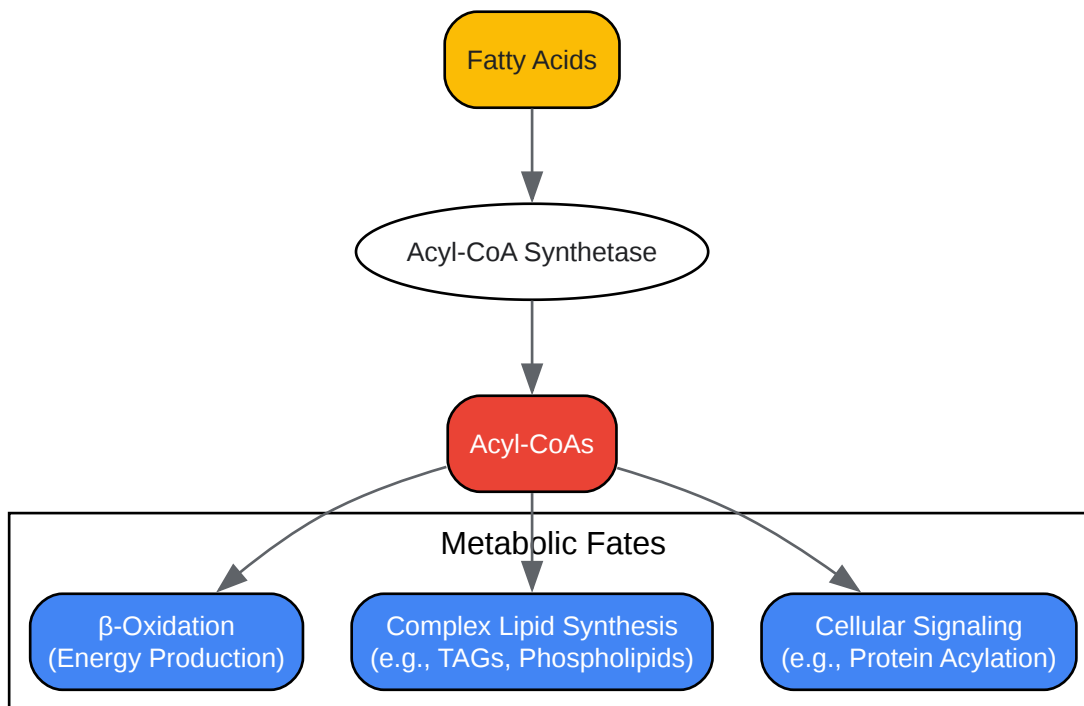 Fatty Acids
Acyl-CoA Synthetase
Acyl-CoAs
Metabolic Fates
β-Oxidation
(Energy Production)
Complex Lipid Synthesis
(e.g., TAGs, Phospholipids)
Cellular Signaling
(e.g., Protein Acylation)